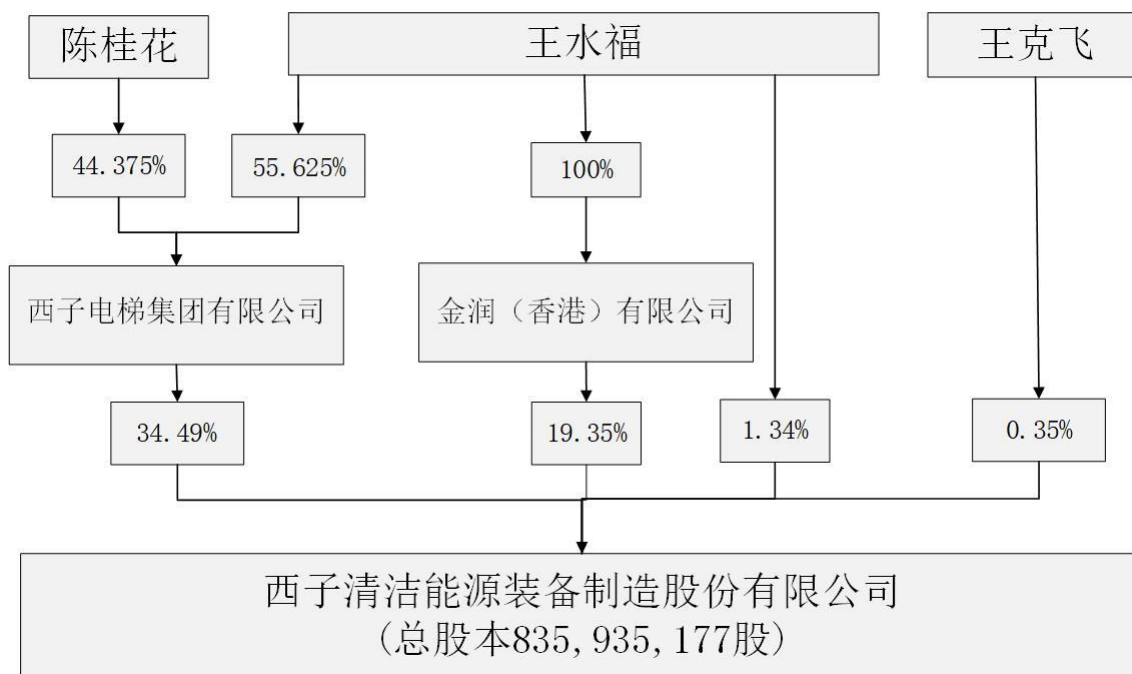 陈桂花
王水福
王克飞
44.375%
55.625%
100%
西子电梯集团有限公司
金润（香港）有限公司
34.49%
19.35%
1.34%
0.35%
西子清洁能源装备制造股份有限公司
(总股本835,935,177股)